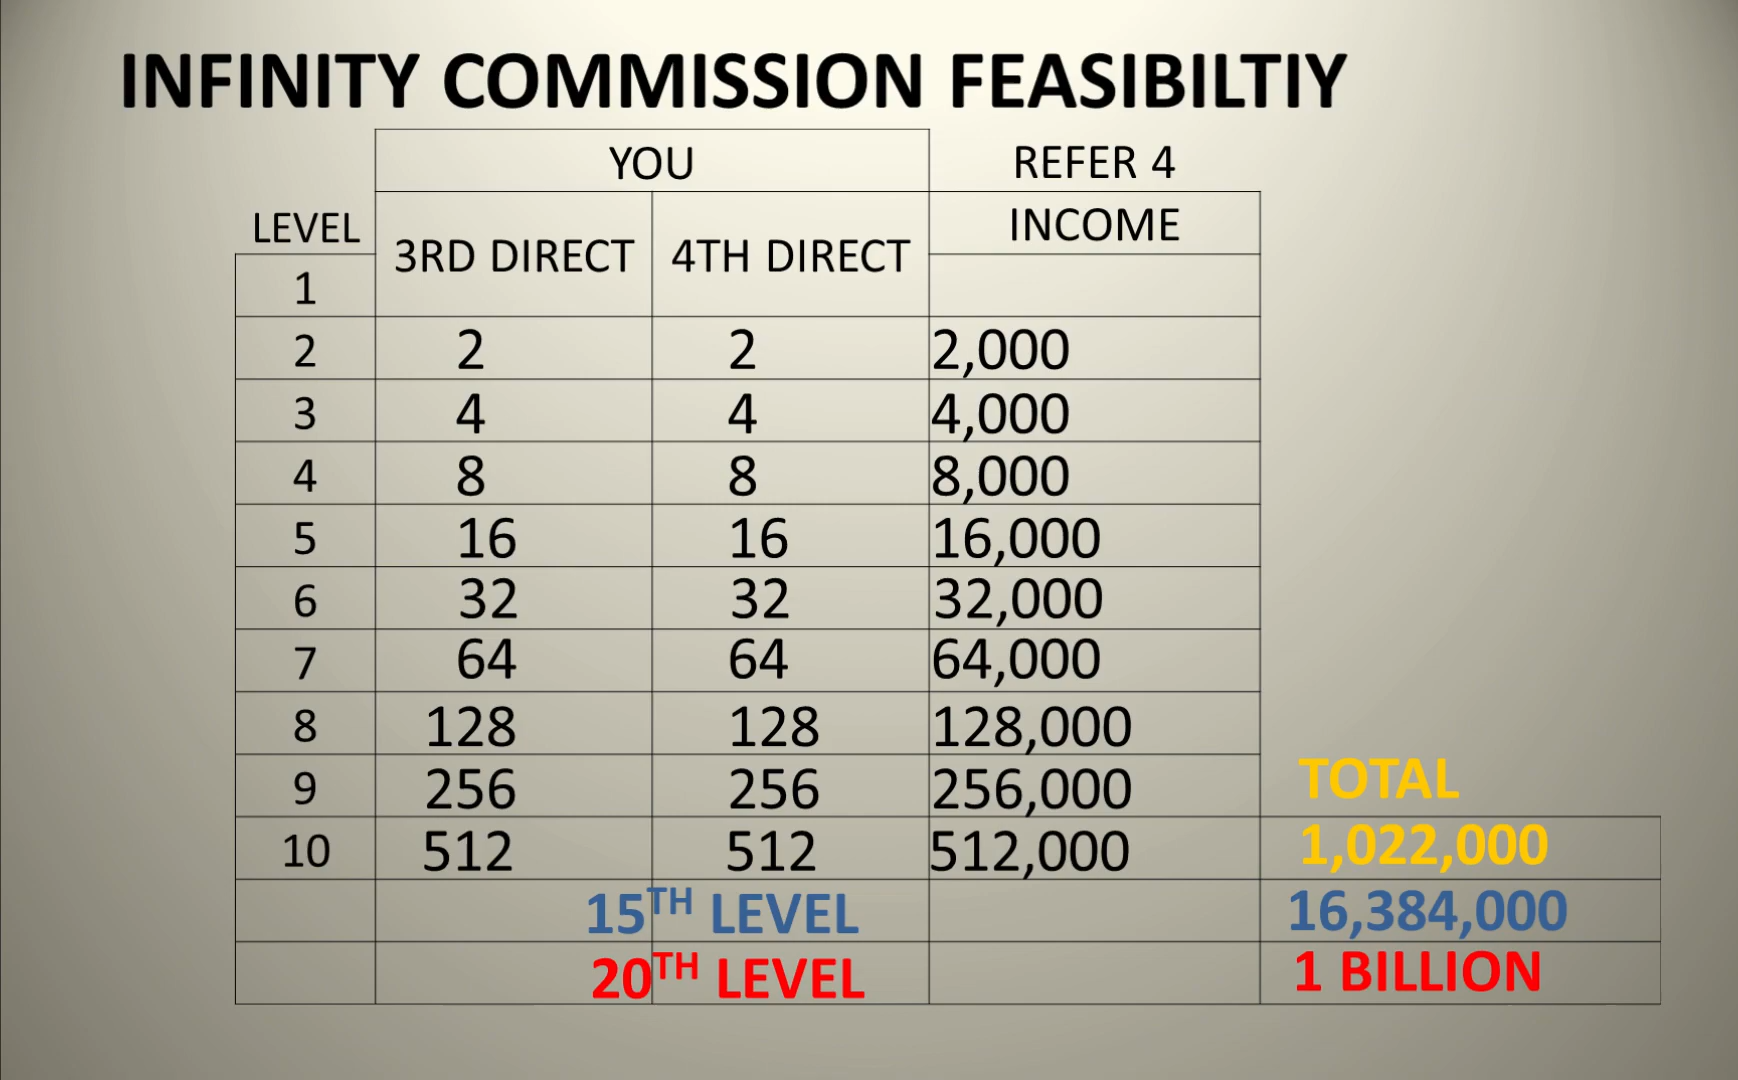 INFINITY COMMISSION FEASIBILTIY
YOU REFER 4
LEVEL 3RD DIRECT 4TH DIRECT INCOME
1
2 2 2 2,000
3 4 4 4,000
4 8 8 8,000
5 16 16 16,000
6 32 32 32,000
7 64 64 64,000
8 128 128 128,000
9 256 256 256,000 TOTAL
10 512 512 512,000 1,022,000
15TH LEVEL 16,384,000
20TH LEVEL 1 BILLION